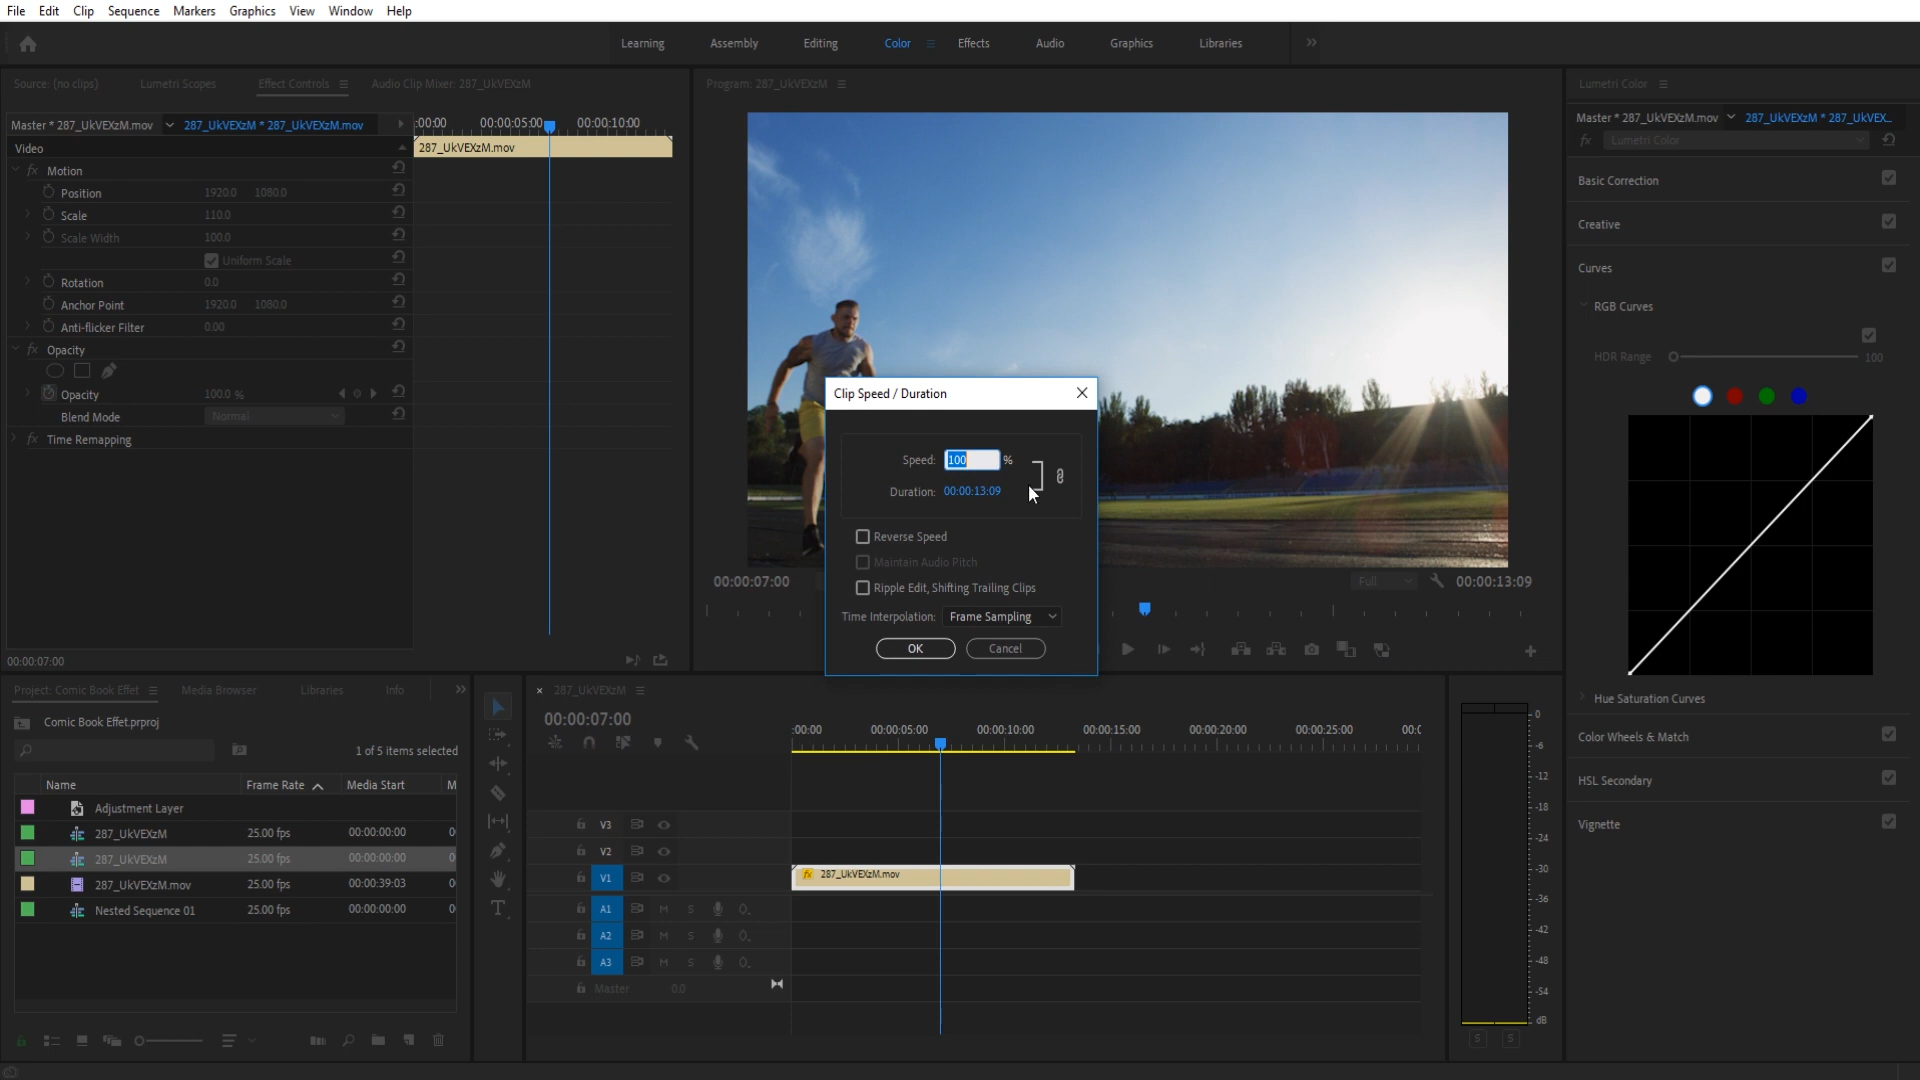 File Edit Clip Sequence Markers Graphics View Window Help
Learning Assembly Editing Color Effects Audio Graphics Libraries
Source: (no clips) Lumetri Scopes Effect Controls Audio Clip Mixer: 287_UkVEXzM
Program: 287_UkVEXzM
Lumetri Color
Master * 287_UkVEXzM.mov 287_UkVEXzM * 287_UkVEXzM.mov
:00:00 00:00:05:00 00:00:10:00
287_UkVEXzM.mov
Video
Motion
Position 1920.0 1080.0
Scale 110.0
Scale Width 100.0
Uniform Scale
Rotation 0.0
Anchor Point 1920.0 1080.0
Anti-flicker Filter 0.00
Opacity
Opacity 100.0 %
Blend Mode Normal
Time Remapping
00:00:07:00
Clip Speed / Duration
Speed: 100 %
Duration: 00:00:13:09
Reverse Speed
Maintain Audio Pitch
Ripple Edit, Shifting Trailing Clips
Time Interpolation: Frame Sampling
OK Cancel
00:00:07:00 Full 00:00:13:09
Master * 287_UkVEXzM.mov 287_UkVEXzM * 287_UkVEX...
fx Lumetri Color
Basic Correction
Creative
Curves
RGB Curves
HDR Range 100
Hue Saturation Curves
Color Wheels & Match
HSL Secondary
Vignette
Project: Comic Book Effet Media Browser Libraries Info
Comic Book Effet.prproj
1 of 5 items selected
Name Frame Rate Media Start M
Adjustment Layer
287_UkVEXzM 25.00 fps 00:00:00:00 0
287_UkVEXzM 25.00 fps 00:00:00:00 0
287_UkVEXzM.mov 25.00 fps 00:00:39:03 0
Nested Sequence 01 25.00 fps 00:00:00:00 0
287_UkVEXzM
00:00:07:00
:00:00 00:00:05:00 00:00:10:00 00:00:15:00 00:00:20:00 00:00:25:00 00:0
V3
V2
V1
fx 287_UkVEXzM.mov
A1 M S
A2 M S
A3 M S
Master 0.0
0
-6
-12
-18
-24
-30
-36
-42
-48
-54
dB
S S